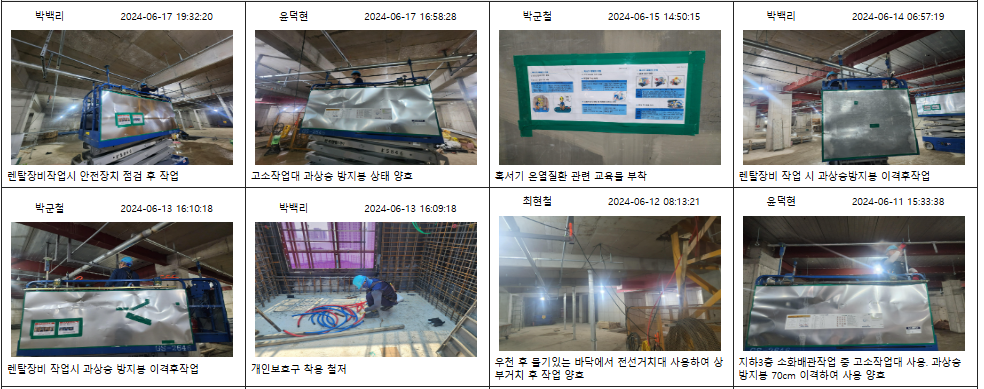 박백리 2024-06-17 19:32:20
윤덕현 2024-06-17 16:58:28
박군철 2024-06-15 14:50:15
박백리 2024-06-14 06:57:19
렌탈장비작업시 안전장치 점검 후 작업
고소작업대 과상승 방지봉 상태 양호
혹서기 온열질환 관련 교육물 부착
렌탈장비 작업 시 과상승방지봉 이격후작업
박군철 2024-06-13 16:10:18
박백리 2024-06-13 16:09:18
최현철 2024-06-12 08:13:21
윤덕현 2024-06-11 15:33:38
렌탈장비 작업시 과상승 방지봉 이격후작업
개인보호구 착용 철저
우천 후 물기있는 바닥에서 전선거치대 사용하여 상
부거치 후 작업 양호
지하3층 소화배관작업 중 고소작업대 사용. 과상승
방지봉 70cm 이격하여 사용 양호